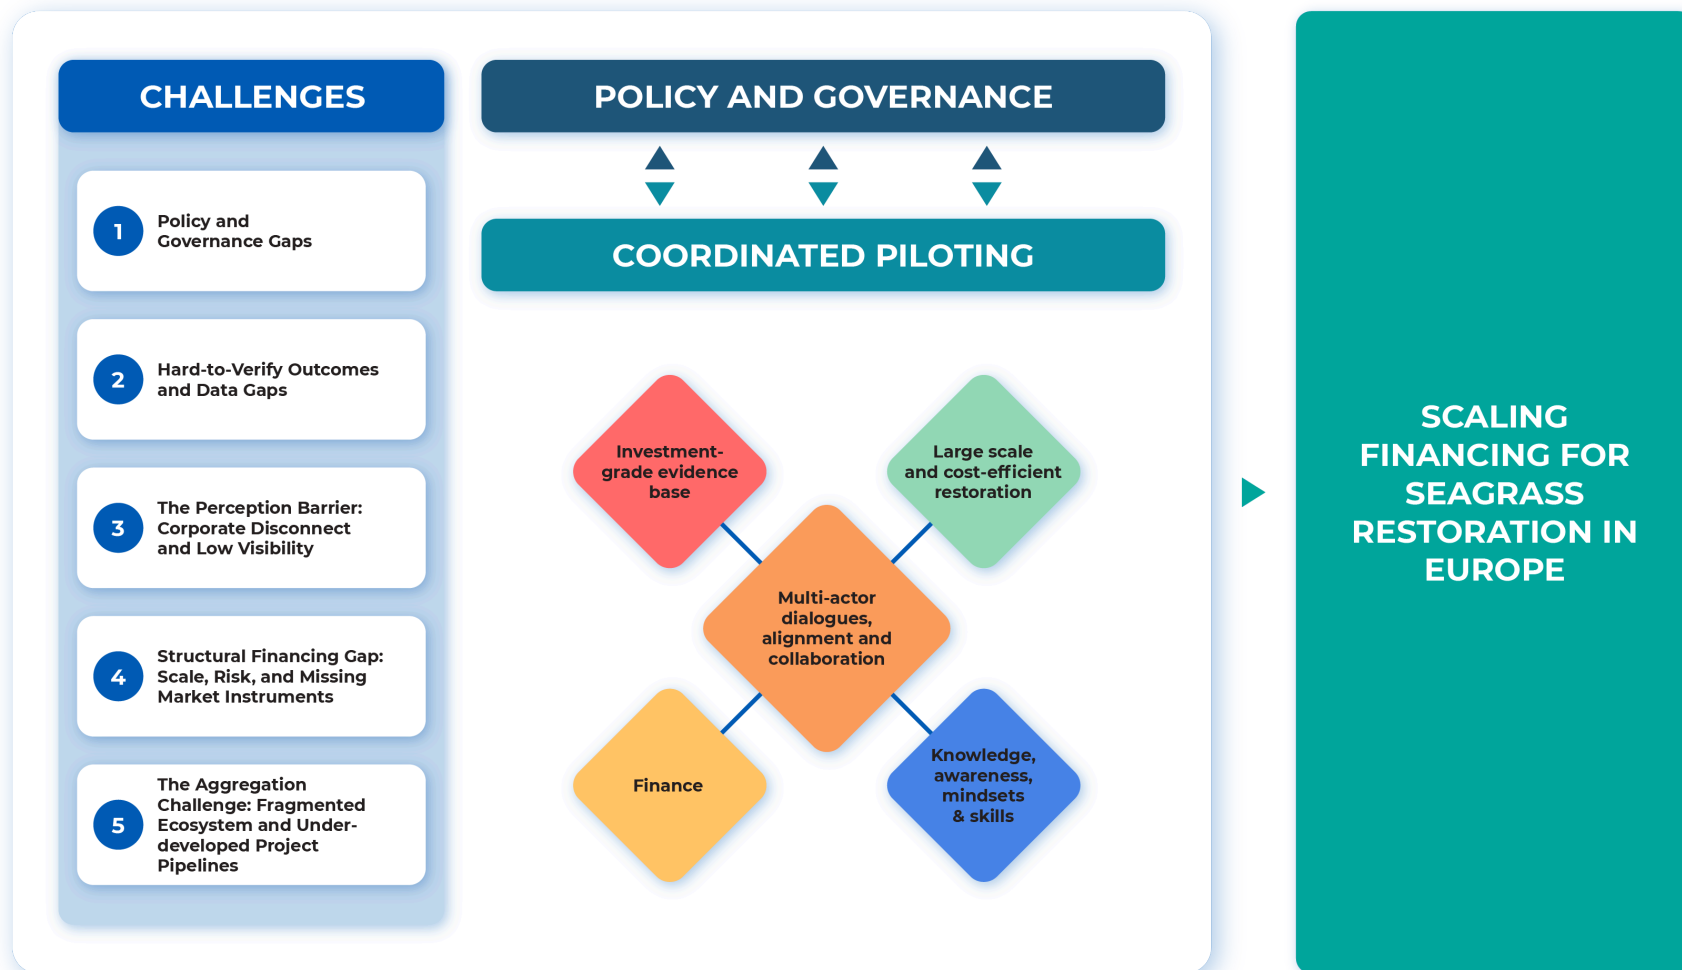 CHALLENGES
1
Policy and
Governance Gaps
2
Hard-to-Verify Outcomes
and Data Gaps
3
The Perception Barrier:
Corporate Disconnect
and Low Visibility
4
Structural Financing Gap:
Scale, Risk, and Missing
Market Instruments
5
The Aggregation
Challenge: Fragmented
Ecosystem and Under-
developed Project
Pipelines
POLICY AND GOVERNANCE
COORDINATED PILOTING
Investment-
grade evidence
base
Large scale
and cost-efficient
restoration
Multi-actor
dialogues,
alignment and
collaboration
Finance
Knowledge,
awareness,
mindsets
& skills
SCALING
FINANCING FOR
SEAGRASS
RESTORATION IN
EUROPE